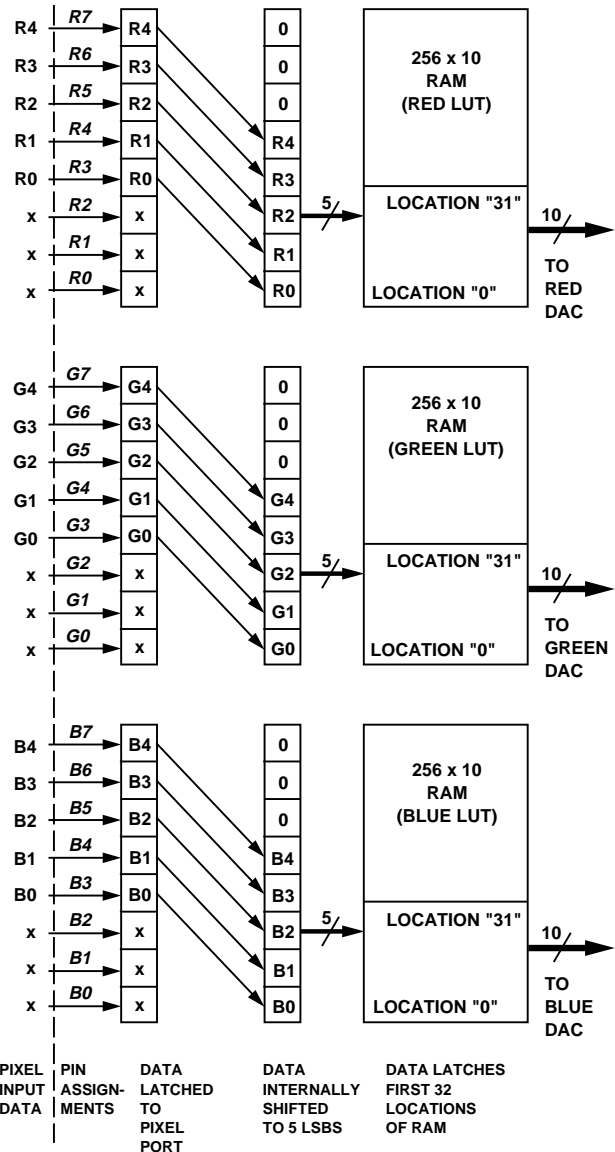 R4 R7 R4 0
R3 R6 R3 0
R2 R5 R2 0
R1 R4 R1 R4
R0 R3 R0 R3
x R2 x R2
x R1 x R1
x R0 x R0
5
256 x 10
RAM
(RED LUT)
LOCATION "31"
LOCATION "0"
10
TO
RED
DAC
G4 G7 G4 0
G3 G6 G3 0
G2 G5 G2 0
G1 G4 G1 G4
G0 G3 G0 G3
x G2 x G2
x G1 x G1
x G0 x G0
5
256 x 10
RAM
(GREEN LUT)
LOCATION "31"
LOCATION "0"
10
TO
GREEN
DAC
B4 B7 B4 0
B3 B6 B3 0
B2 B5 B2 0
B1 B4 B1 B4
B0 B3 B0 B3
x B2 x B2
x B1 x B1
x B0 x B0
5
256 x 10
RAM
(BLUE LUT)
LOCATION "31"
LOCATION "0"
10
TO
BLUE
DAC
PIXEL
INPUT
DATA
PIN
ASSIGN-
MENTS
DATA
LATCHED
TO
PIXEL
PORT
DATA
INTERNALLY
SHIFTED
TO 5 LSBS
DATA LATCHES
FIRST 32
LOCATIONS
OF RAM